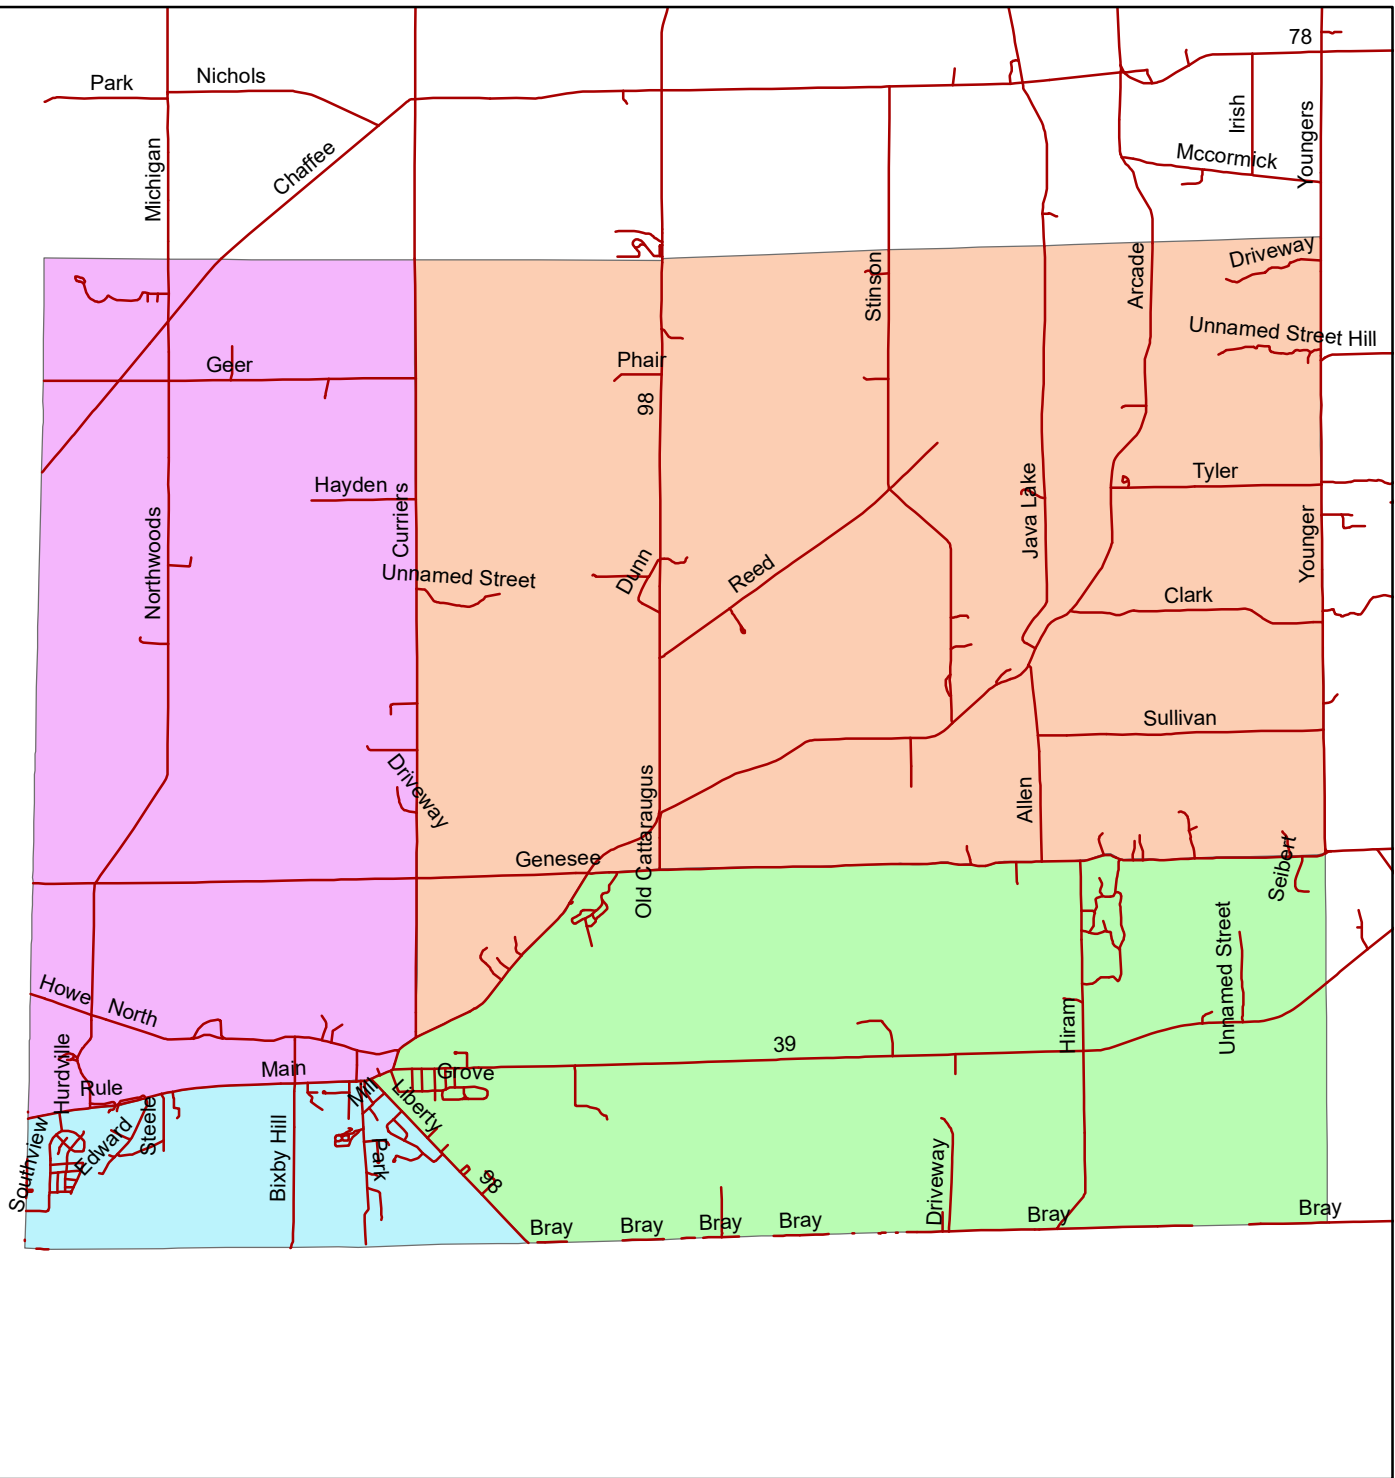 78
Park
Nichols
Irish
Youngers
Michigan
Chaffee
Mccormick
Driveway
Stinson
Arcade
Unnamed Street Hill
Geer
Phair
98
Hayden
Tyler
Curriers
Java Lake
Northwoods
Younger
Unnamed Street
Dunn
Reed
Clark
Sullivan
Driveway
Old Cattaraugus
Allen
Genesee
Seibert
Unnamed Street
Howe
North
Hiram
39
Hurdville
Main
Grove
Rule
Mill
Liberty
Southview
Edward
Steele
Bixby Hill
Park
98
Driveway
Bray
Bray
Bray
Bray
Bray
Bray